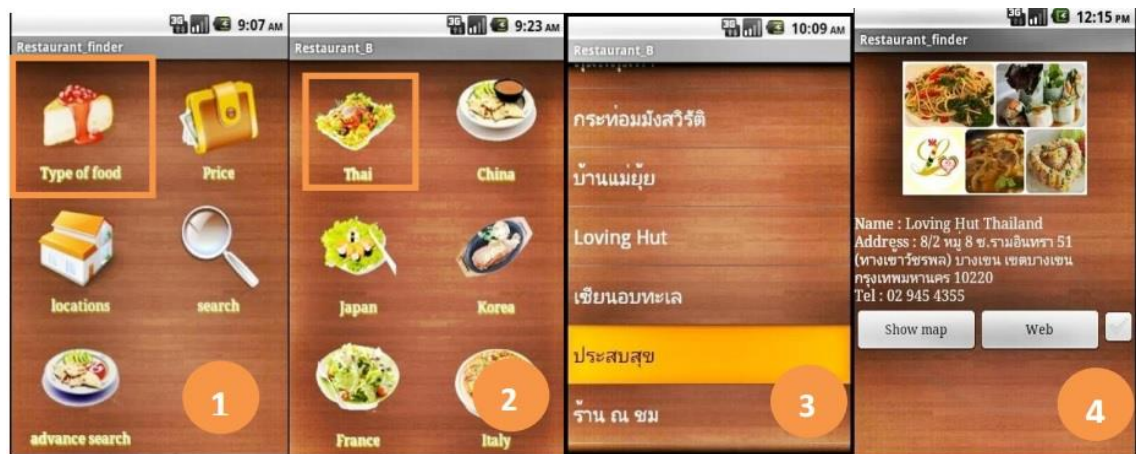 3G 9:07 AM
Restaurant_finder
Type of food
Price
locations
search
advance search
1
3G 9:23 AM
Restaurant_B
Thai
China
Japan
Korea
France
Italy
2
3G 10:09 AM
Restaurant_B
กระท่อมมังสวิรัติ
บ้านแม่ยุ้ย
Loving Hut
เซียนอบทะเล
ประสบสุข
ร้าน ณ ชม
3
3G 12:15 PM
Restaurant_finder
Name : Loving Hut Thailand
Address : 8/2 หมู่ 8 ซ.รามอินทรา 51
(ทางเขาวัชรพล) บางเขน เขตบางเขน
กรุงเทพมหานคร 10220
Tel : 02 945 4355
Show map
Web
4